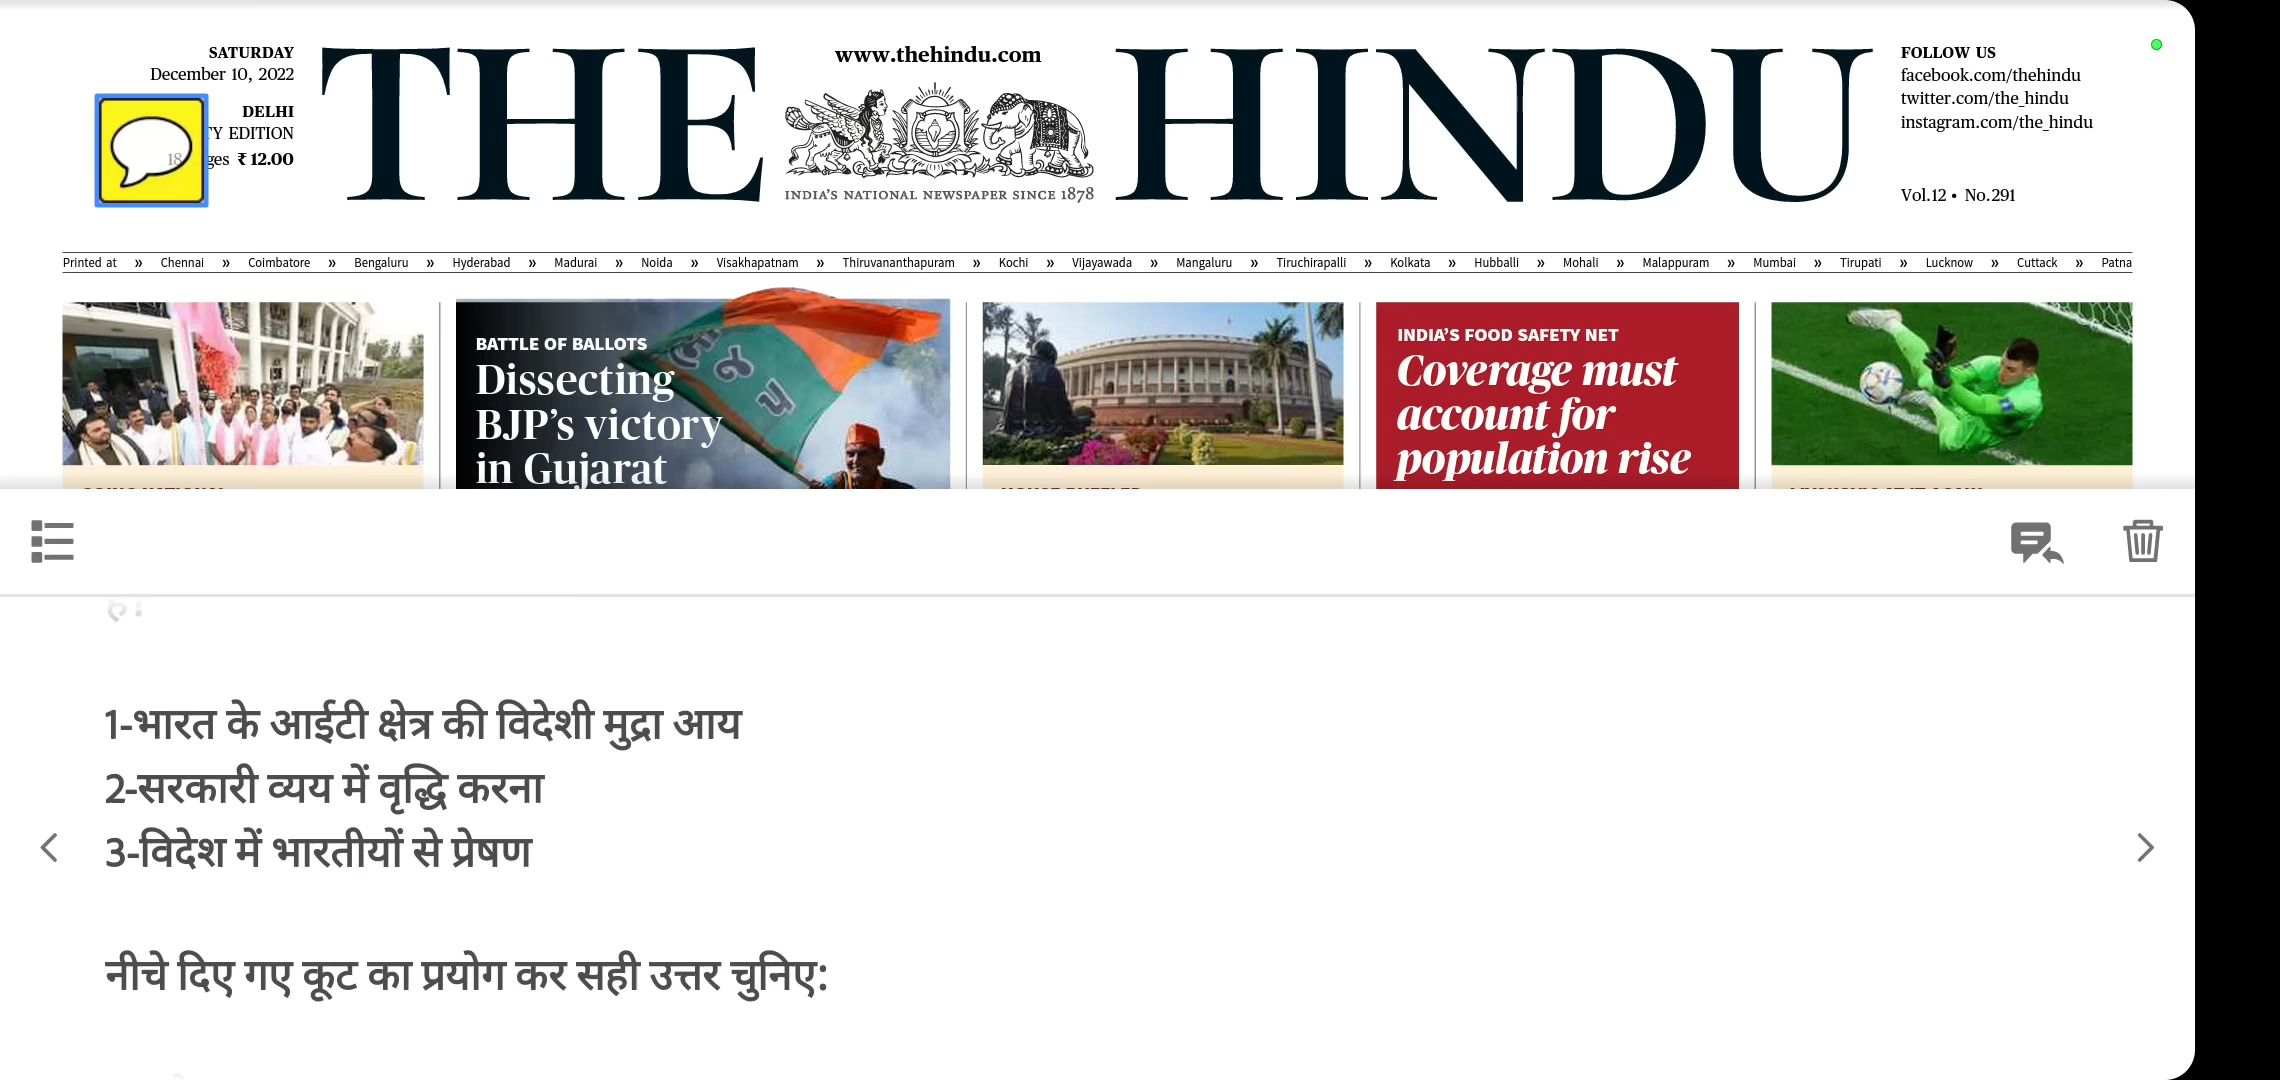 SATURDAY
December 10, 2022
DELHI
EDITION
₹ 12.00
THE HINDU
www.thehindu.com
INDIA'S NATIONAL NEWSPAPER SINCE 1878
FOLLOW US
facebook.com/thehindu
twitter.com/the_hindu
instagram.com/the_hindu
Vol.12 • No.291
Printed at » Chennai » Coimbatore » Bengaluru » Hyderabad » Madurai » Noida » Visakhapatnam » Thiruvananthapuram » Kochi » Vijayawada » Mangaluru » Tiruchirapalli » Kolkata » Hubballi » Mohali » Malappuram » Mumbai » Tirupati » Lucknow » Cuttack » Patna
BATTLE OF BALLOTS
Dissecting
BJP's victory
in Gujarat
INDIA'S FOOD SAFETY NET
Coverage must
account for
population rise
1-भारत के आईटी क्षेत्र की विदेशी मुद्रा आय
2-सरकारी व्यय में वृद्धि करना
3-विदेश में भारतीयों से प्रेषण
नीचे दिए गए कूट का प्रयोग कर सही उत्तर चुनिए: